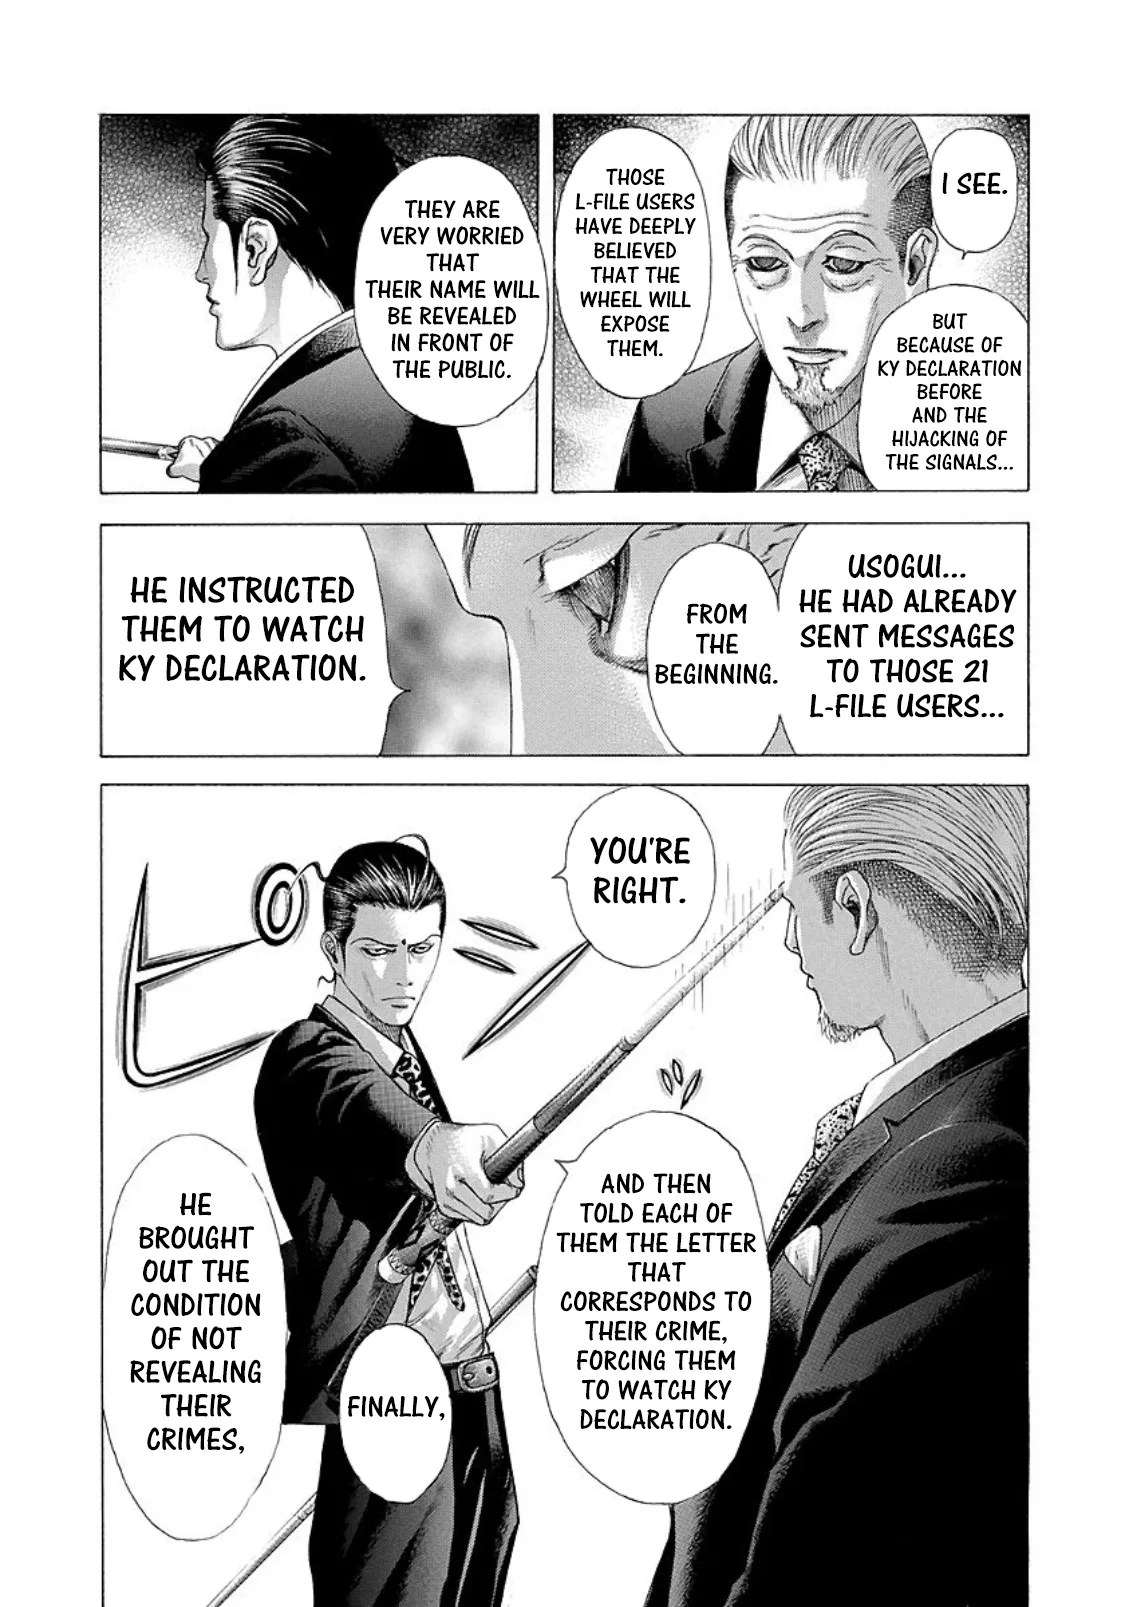 I SEE.
BUT
BECAUSE OF
KY DECLARATION
BEFORE
AND THE
HIJACKING OF
THE SIGNALS...
THOSE
L-FILE USERS
HAVE DEEPLY
BELIEVED
THAT THE
WHEEL WILL
EXPOSE
THEM.
THEY ARE
VERY WORRIED
THAT
THEIR NAME WILL
BE REVEALED
IN FRONT OF
THE PUBLIC.
USOGUI...
HE HAD ALREADY
SENT MESSAGES
TO THOSE 21
L-FILE USERS...
FROM
THE
BEGINNING.
HE INSTRUCTED
THEM TO WATCH
KY DECLARATION.
YOU'RE
RIGHT.
ピン
AND THEN
TOLD EACH OF
THEM THE LETTER
THAT
CORRESPONDS TO
THEIR CRIME,
FORCING THEM
TO WATCH KY
DECLARATION.
FINALLY,
HE
BROUGHT
OUT THE
CONDITION
OF NOT
REVEALING
THEIR
CRIMES,